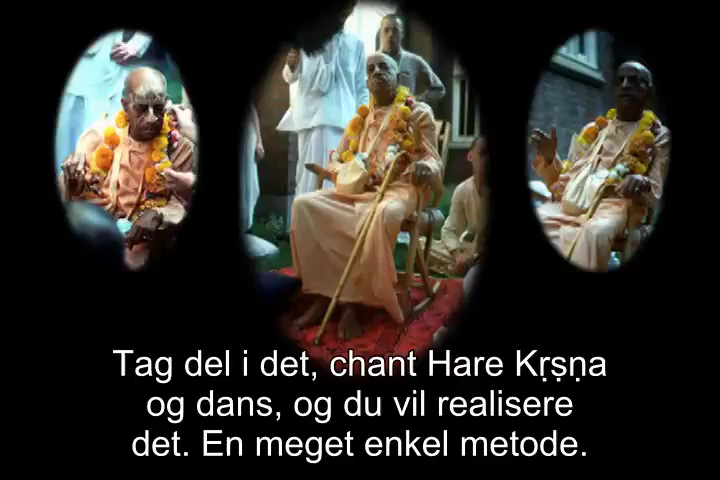 Tag del i det, chant Hare Kṛṣṇa
og dans, og du vil realisere
det. En meget enkel metode.